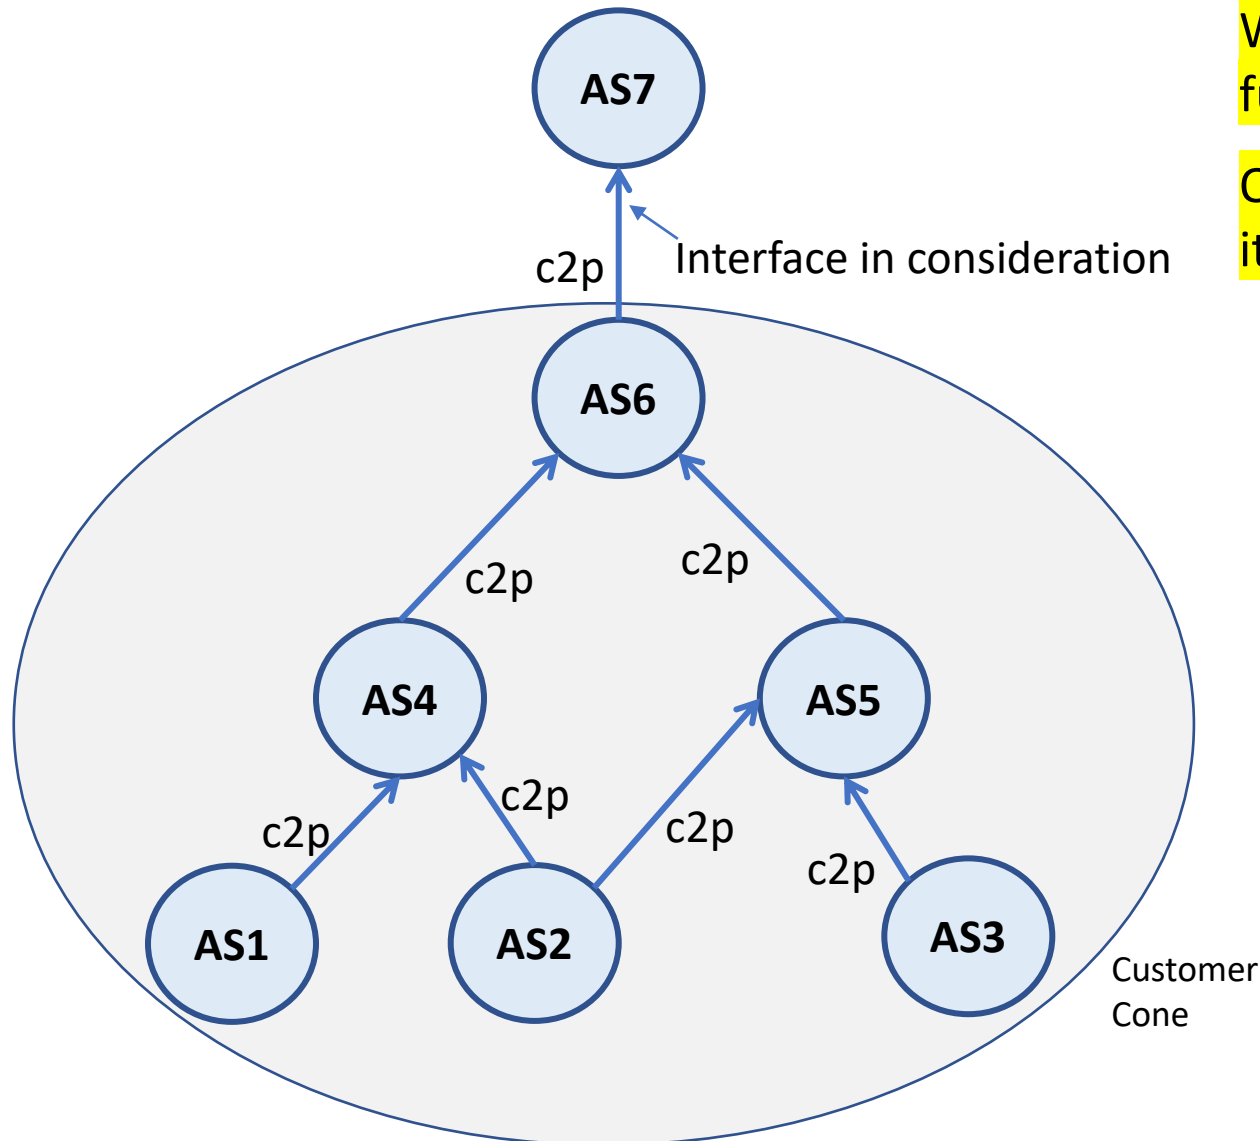 AS7
Interface in consideration
c2p
AS6
c2p
c2p
AS4
AS5
c2p
c2p
c2p
c2p
AS1
AS2
AS3
Customer
Cone